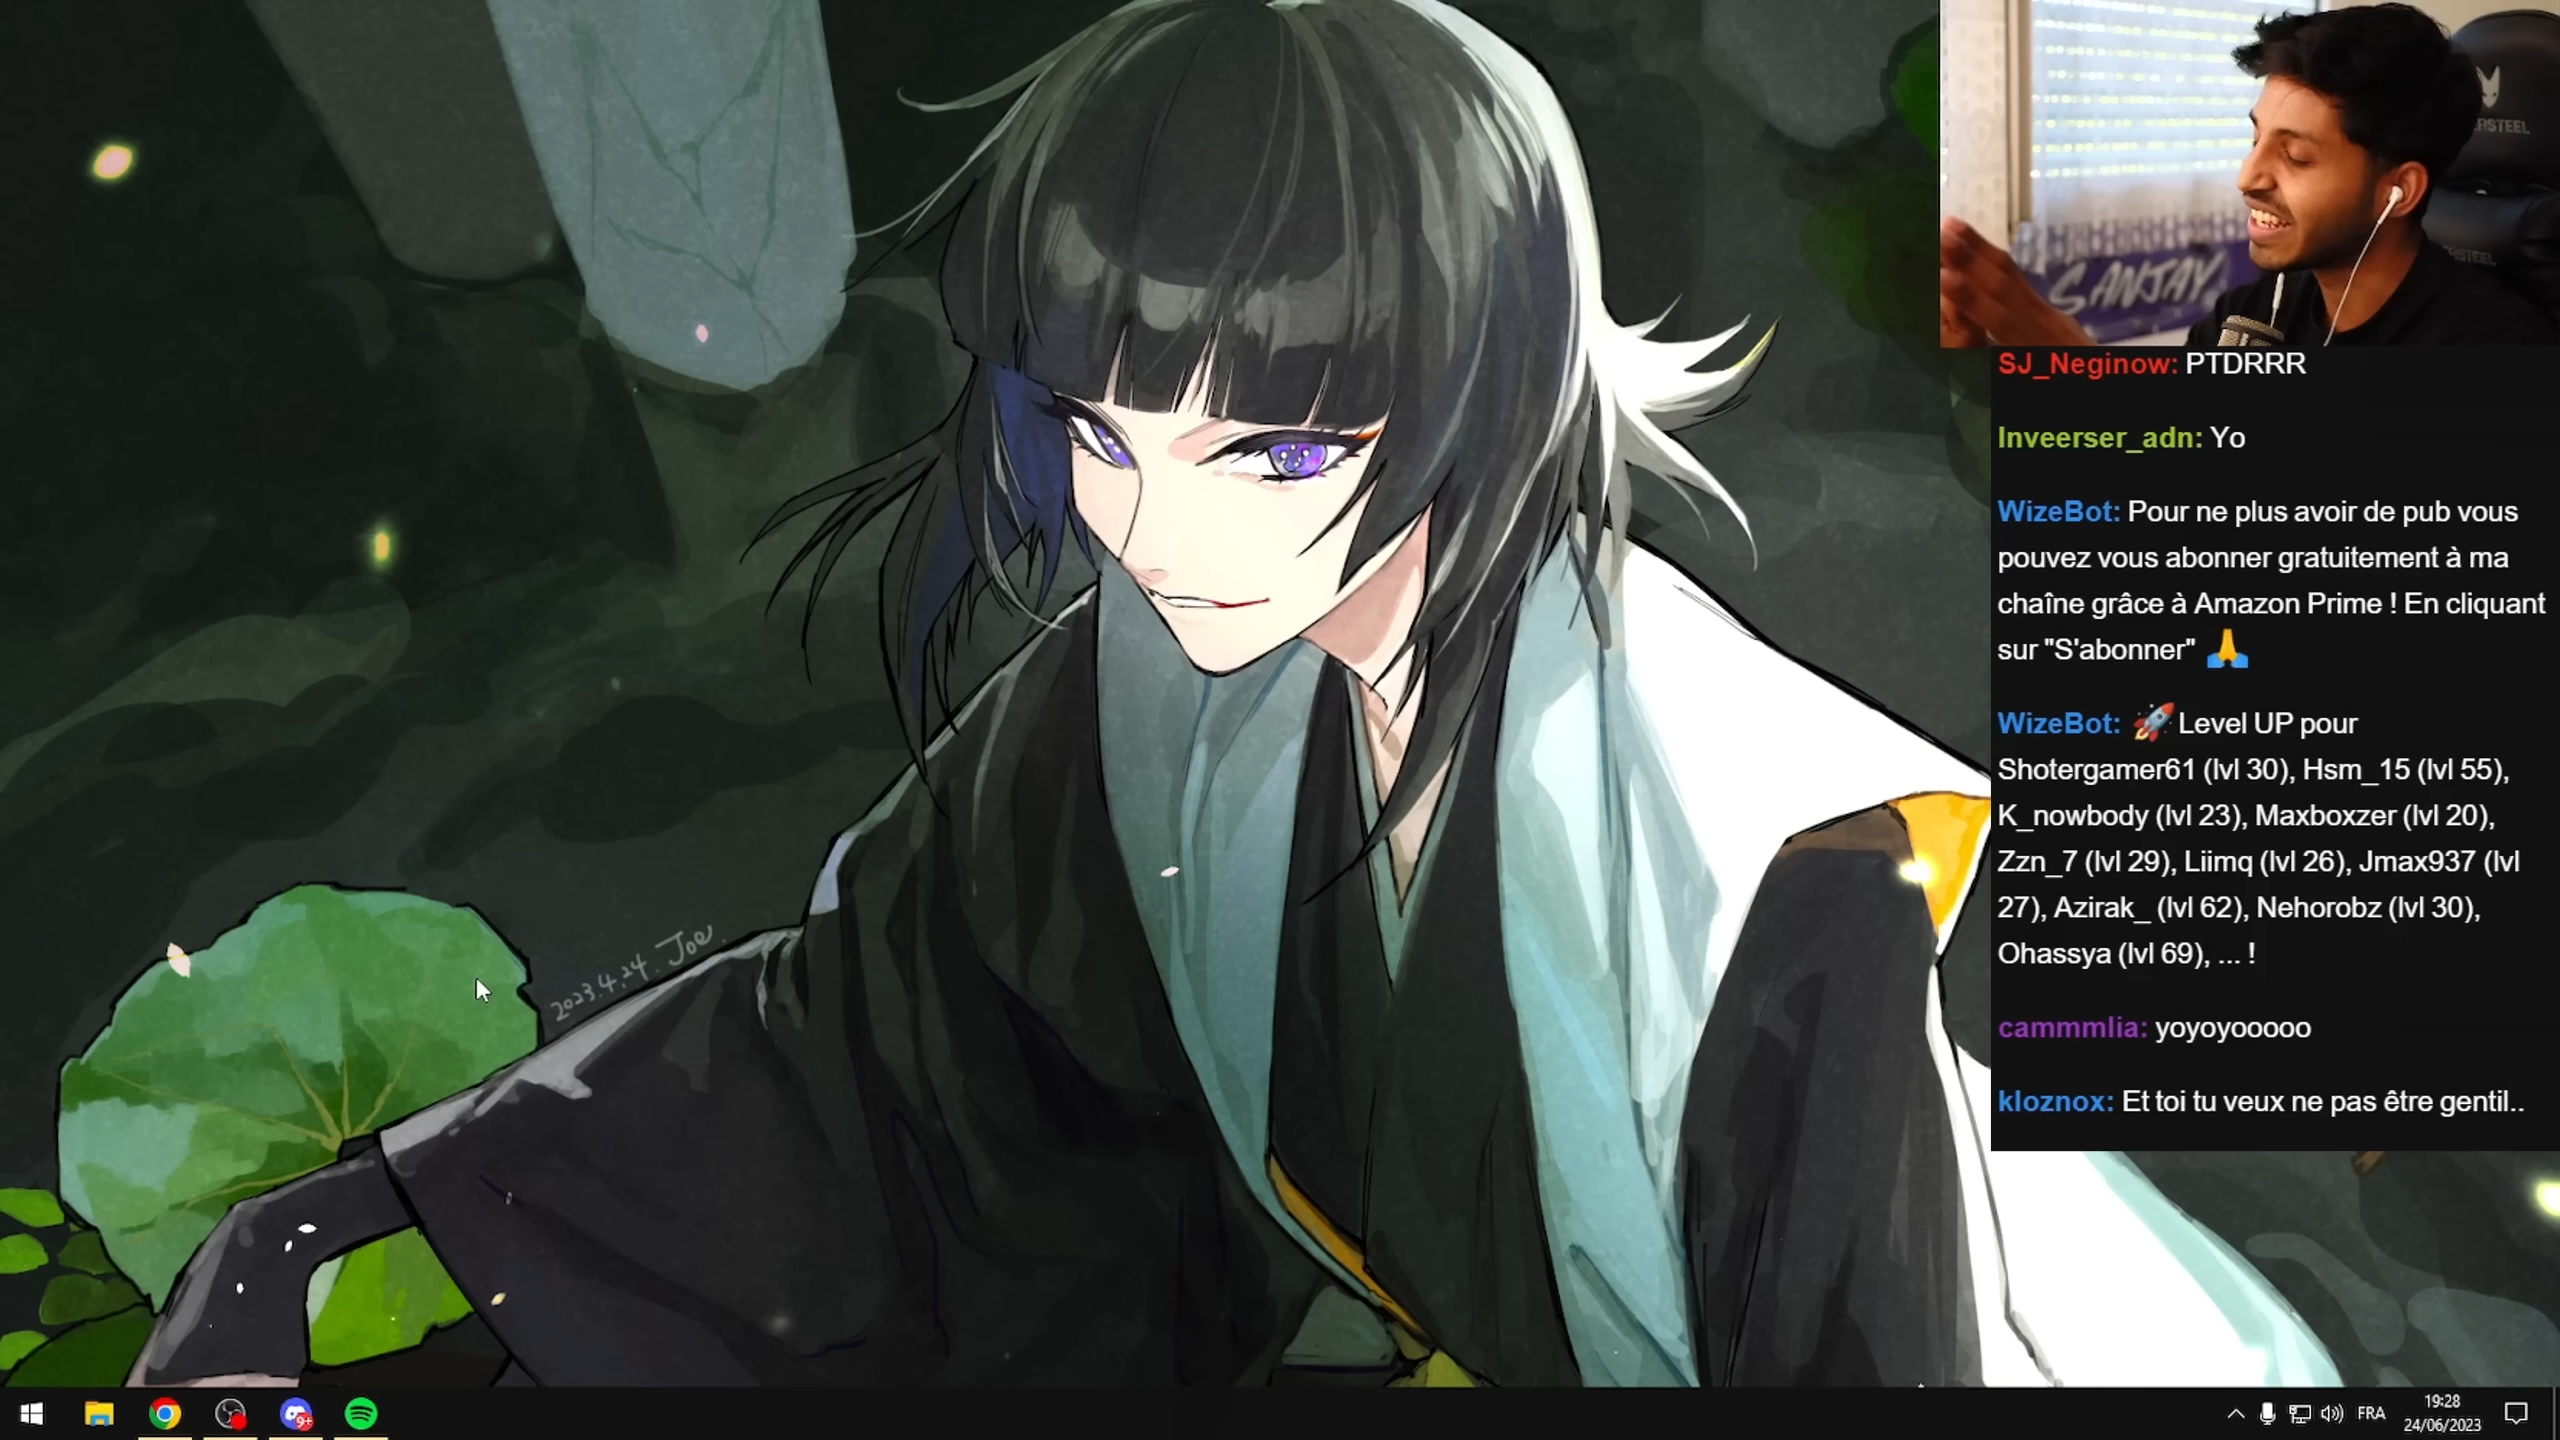 ASTEEL
ASTEEL
SANJAY
SJ_Neginow: PTDRRR
Inveerser_adn: Yo
WizeBot: Pour ne plus avoir de pub vous
pouvez vous abonner gratuitement à ma
chaîne grâce à Amazon Prime ! En cliquant
sur "S'abonner" 🙏
WizeBot: 🚀 Level UP pour
Shotergamer61 (lvl 30), Hsm_15 (lvl 55),
K_nowbody (lvl 23), Maxboxzer (lvl 20),
Zzn_7 (lvl 29), Liimq (lvl 26), Jmax937 (lvl
27), Azirak_ (lvl 62), Nehorobz (lvl 30),
Ohassya (lvl 69), ... !
cammmlia: yoyoyooooo
kloznox: Et toi tu veux ne pas être gentil..
2023.4.24. Joe.
9+
FRA
19:28
24/06/2023